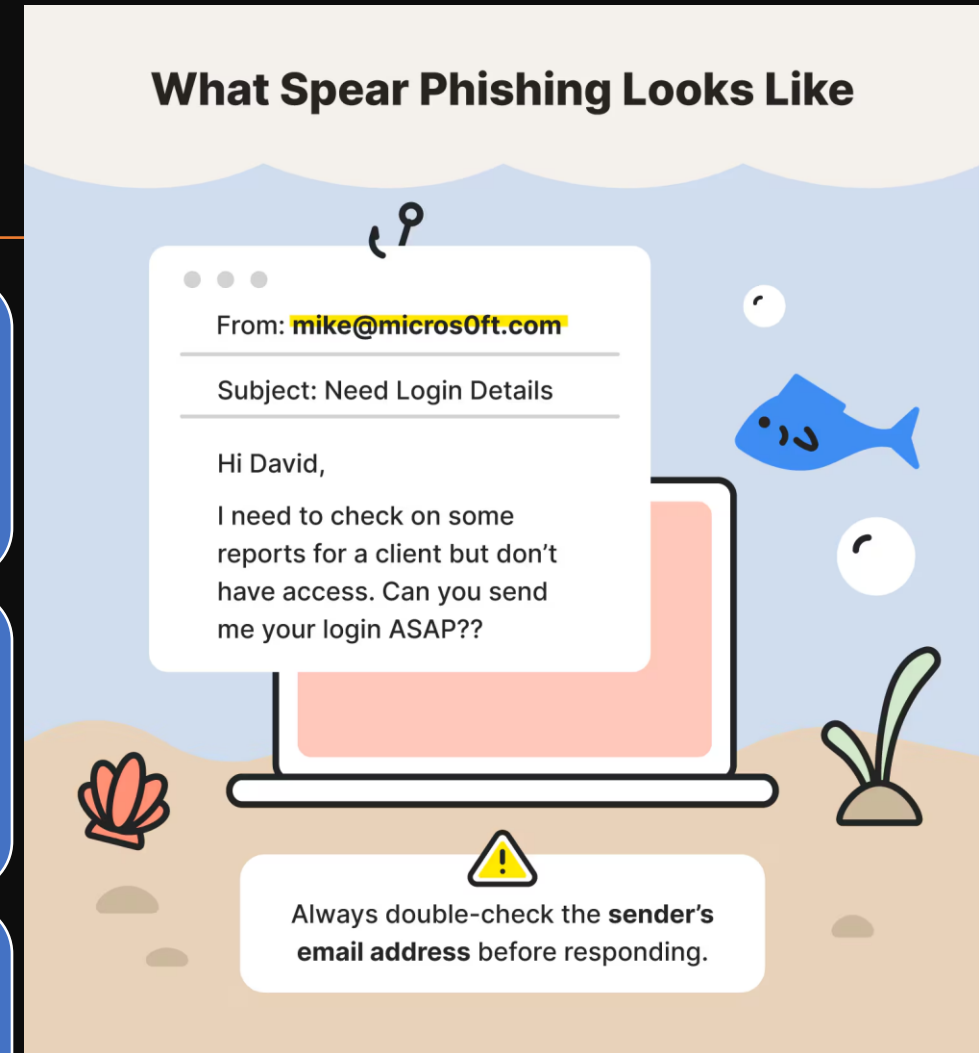 What Spear Phishing Looks Like
From: mike@micros0ft.com
Subject: Need Login Details
Hi David,
I need to check on some
reports for a client but don’t
have access. Can you send
me your login ASAP??
Always double-check the sender’s
email address before responding.